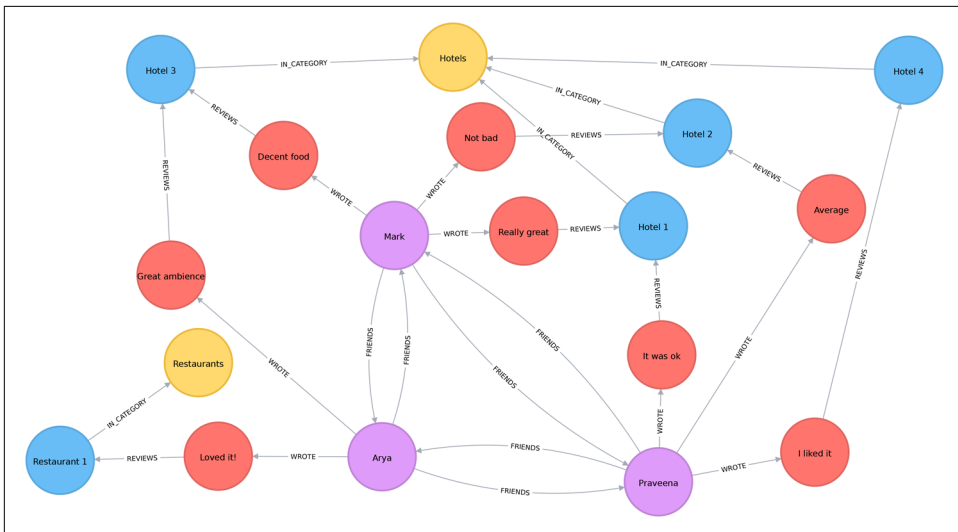 Hotel 3
IN_CATEGORY
Hotels
IN_CATEGORY
Hotel 4
IN_CATEGORY
REVIEWS
Decent food
Not bad
REVIEWS
IN_CATEGORY
Hotel 2
REVIEWS
REVIEWS
WROTE
WROTE
REVIEWS
Average
Mark
WROTE
Really great
REVIEWS
Hotel 1
Great ambience
REVIEWS
REVIEWS
FRIENDS
FRIENDS
FRIENDS
FRIENDS
It was ok
WROTE
Restaurants
WROTE
IN_CATEGORY
WROTE
Restaurant 1
REVIEWS
Loved it!
WROTE
Arya
FRIENDS
FRIENDS
Praveena
WROTE
I liked it